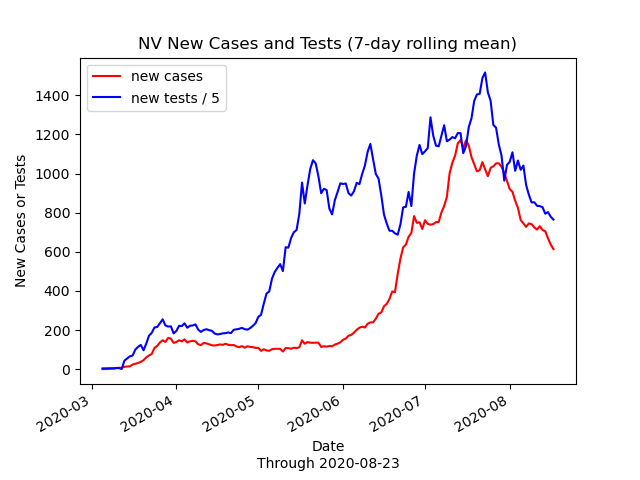 NV New Cases and Tests (7-day rolling mean)
new cases
new tests / 5
1400
1200
1000
800
600
400
200
0
New Cases or Tests
2020-03
2020-04
2020-05
2020-06
2020-07
2020-08
Date
Through 2020-08-23